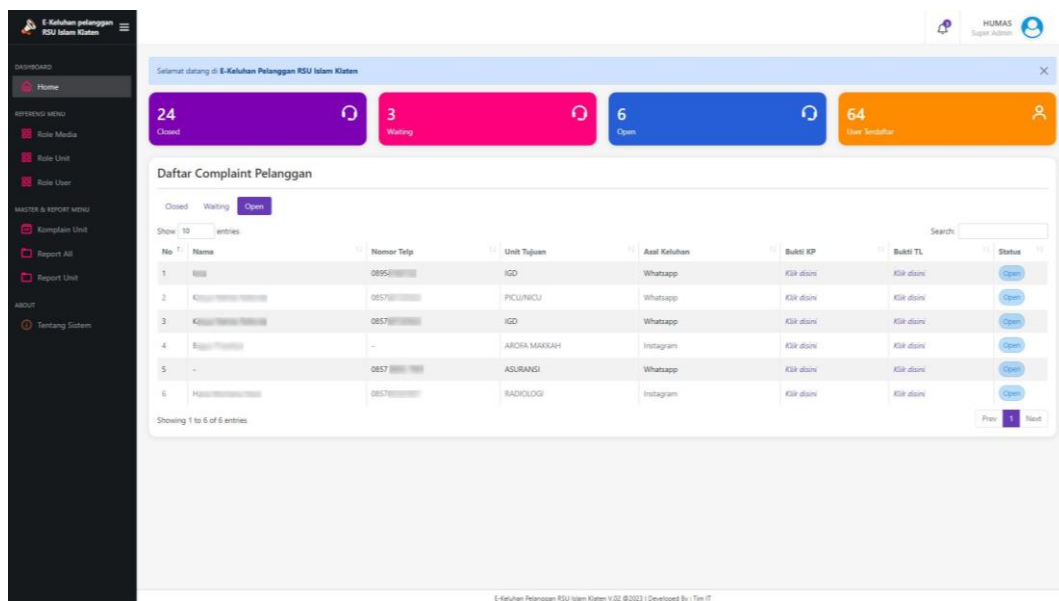 E-Keluhan pelanggan
RSU Islam Klaten
HUMAS
Super Admin
DASHBOARD
Home
REFERENSI MENU
Role Media
Role Unit
Role User
MASTER & REPORT MENU
Komplain Unit
Report All
Report Unit
ABOUT
Tentang Sistem
Selamat datang di E-Keluhan Pelanggan RSU Islam Klaten
24
Closed
3
Waiting
6
Open
64
User Terdaftar
Daftar Complaint Pelanggan
Closed Waiting Open
Show 10 entries Search:
No Nama Nomor Telp Unit Tujuan Asal Keluhan Bukti KP Bukti TL Status
1 0895 IGD Whatsapp Klik disini Klik disini Open
2 0857 PICU/NICU Whatsapp Klik disini Klik disini Open
3 0857 IGD Whatsapp Klik disini Klik disini Open
4 - AROFA MAKKAH Instagram Klik disini Klik disini Open
5 - 0857 ASURANSI Whatsapp Klik disini Klik disini Open
6 0857 RADIOLOGI Instagram Klik disini Klik disini Open
Showing 1 to 6 of 6 entries Prev 1 Next
E-Keluhan Pelanggan RSU Islam Klaten V.02 @2023 | Developed By : Tim IT